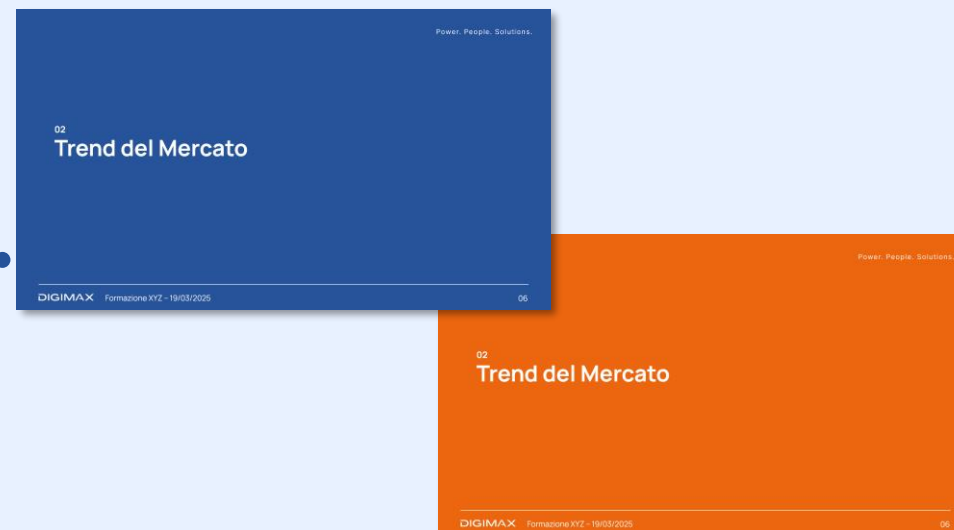 Power. People. Solutions.
02
Trend del Mercato
DIGIMAX Formazione XYZ – 19/03/2025 06
Power. People. Solutions.
02
Trend del Mercato
DIGIMAX Formazione XYZ – 19/03/2025 06